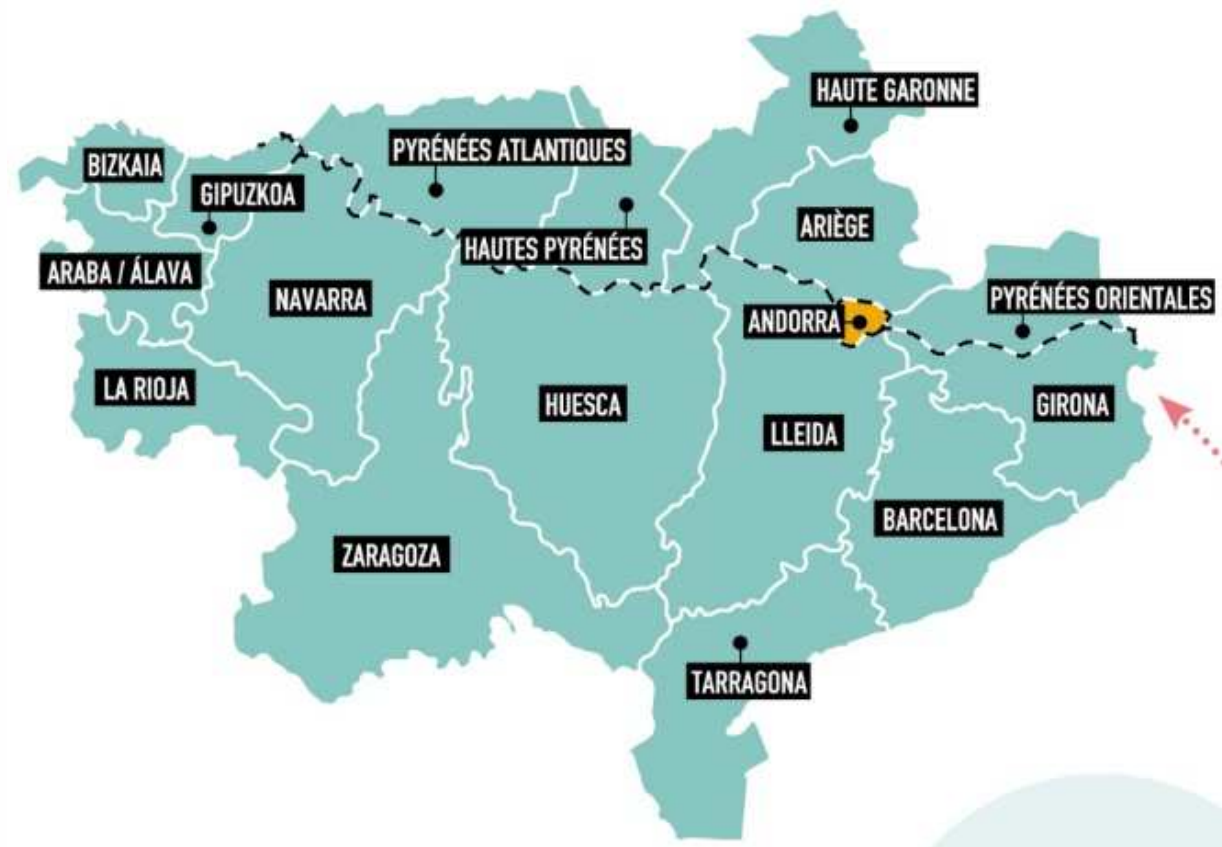 HAUTE GARONNE
PYRÉNÉES ATLANTIQUES
BIZKAIA
GIPUZKOA
ARIÈGE
HAUTES PYRÉNÉES
ARABA / ÁLAVA
NAVARRA
PYRÉNÉES ORIENTALES
ANDORRA
LA RIOJA
HUESCA
GIRONA
LLEIDA
BARCELONA
ZARAGOZA
TARRAGONA